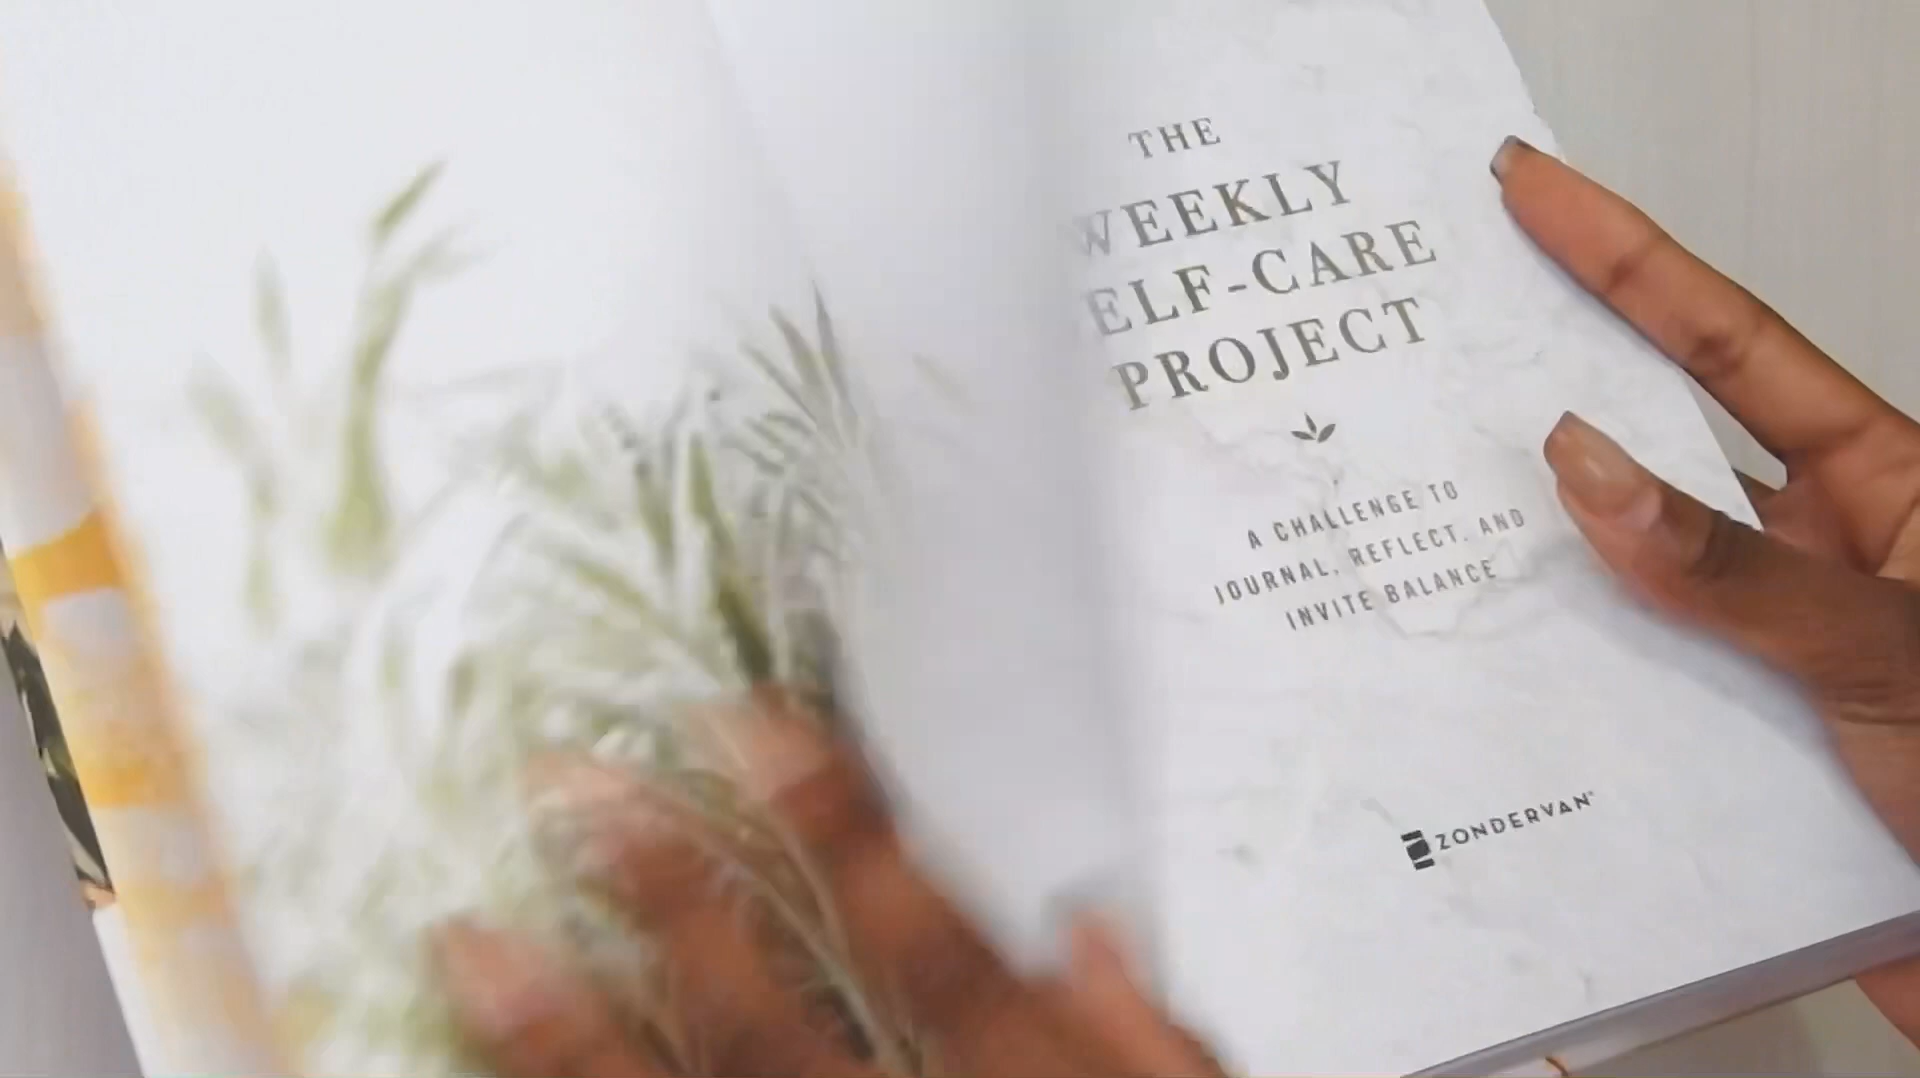 THE
WEEKLY
ELF-CARE
PROJECT
A CHALLENGE TO
JOURNAL, REFLECT, AND
INVITE BALANCE
ZONDERVAN®